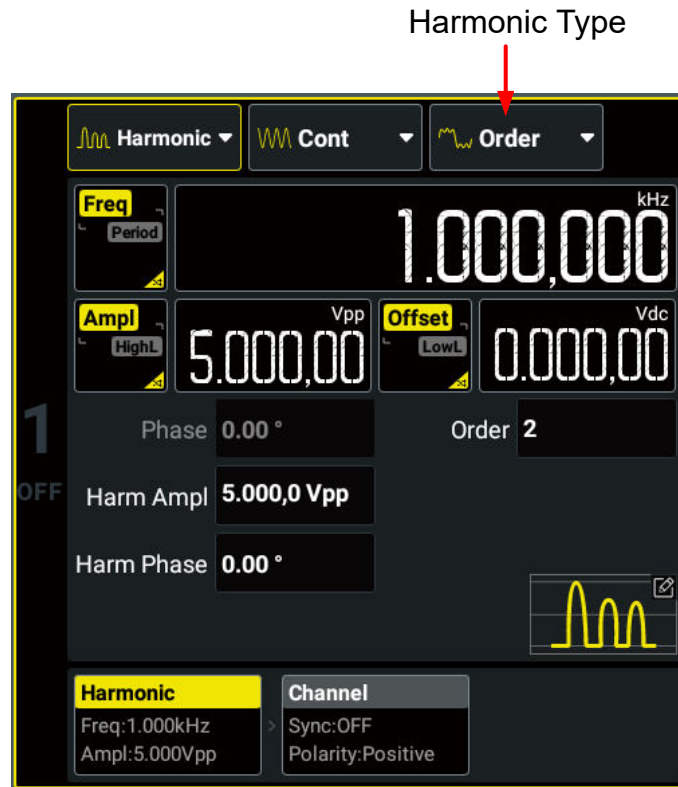 Harmonic Type
Harmonic Cont Order
Freq Period 1.000,000 kHz
Ampl HighL 5.000,00 Vpp Offset LowL 0.000,00 Vdc
1
OFF
Phase 0.00 ° Order 2
Harm Ampl 5.000,0 Vpp
Harm Phase 0.00 °
Harmonic
Freq:1.000kHz
Ampl:5.000Vpp
Channel
Sync:OFF
Polarity:Positive